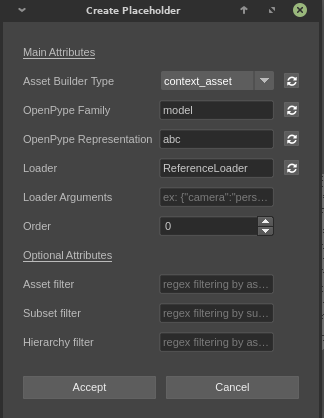 Create Placeholder
Main Attributes
Asset Builder Type context_asset
OpenPype Family model
OpenPype Representation abc
Loader ReferenceLoader
Loader Arguments ex: {"camera":"pers...
Order 0
Optional Attributes
Asset filter regex filtering by as...
Subset filter regex filtering by su...
Hierarchy filter regex filtering by as...
Accept Cancel